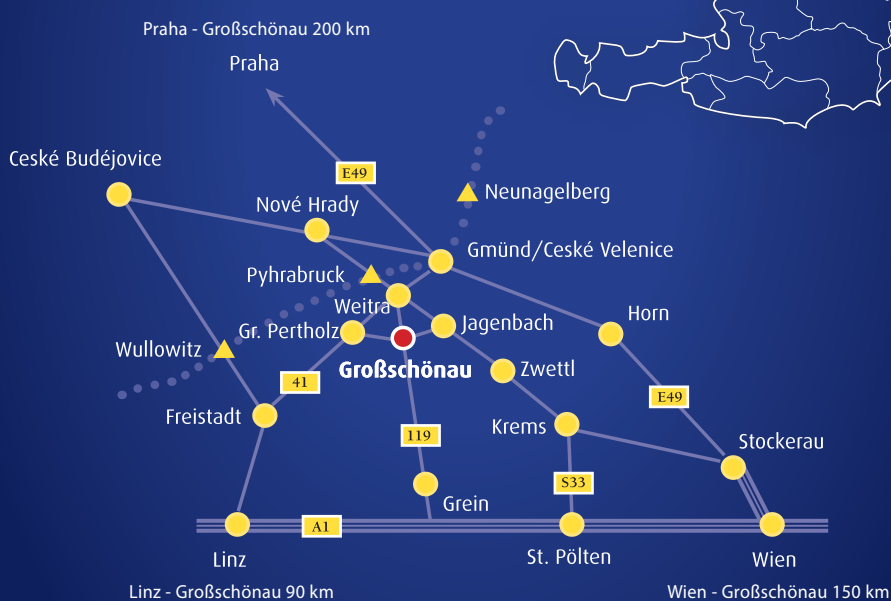 Praha - Großschönau 200 km
Praha
Ceské Budéjovice
E49
Neunagelberg
Nové Hrady
Gmünd/Ceské Velenice
Pyhrabruck
Weitra
Horn
Jagenbach
Gr. Pertholz
Wullowitz
Großschönau
Zwettl
41
E49
Freistadt
Krems
119
Stockerau
S33
Grein
A1
Linz
St. Pölten
Wien
Linz - Großschönau 90 km
Wien - Großschönau 150 km